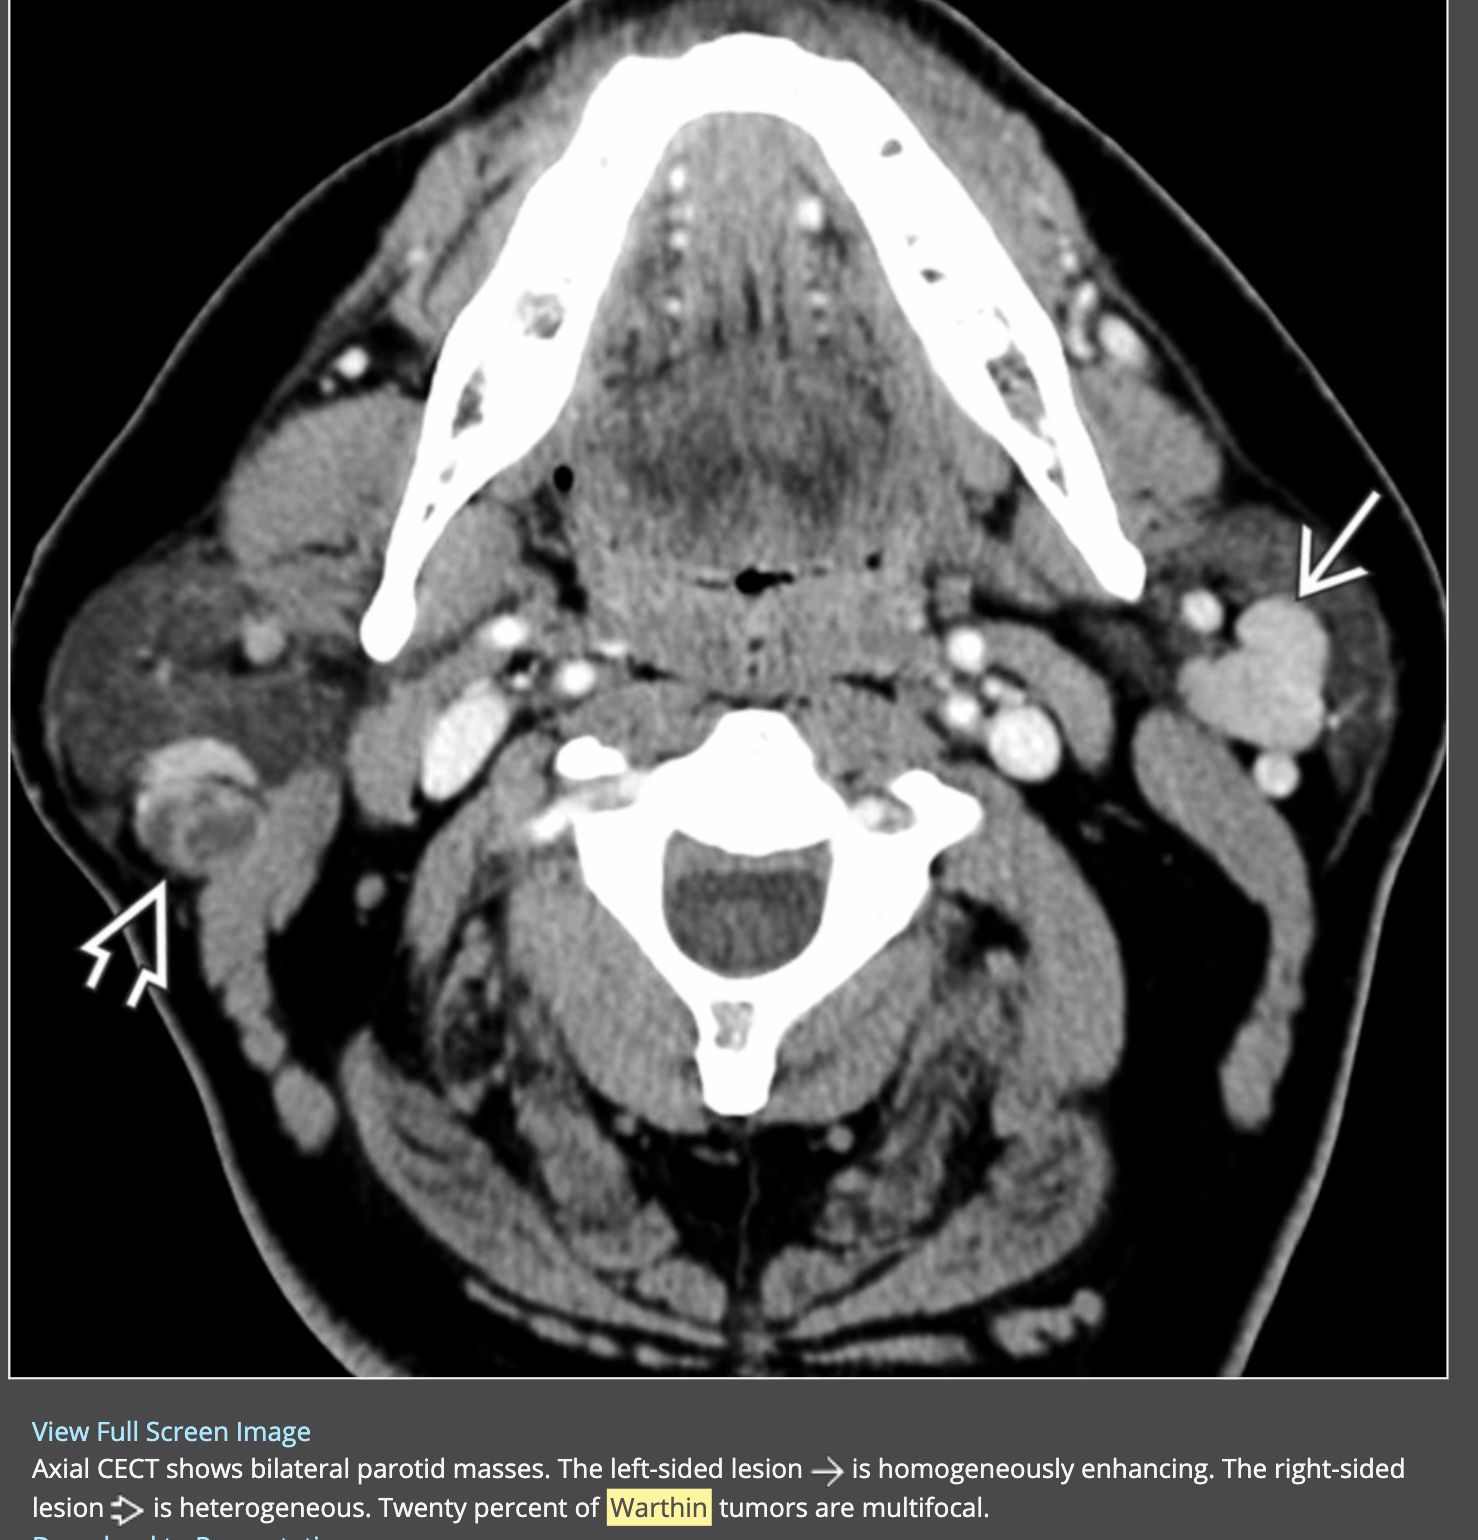 View Full Screen Image
Axial CECT shows bilateral parotid masses. The left-sided lesion → is homogeneously enhancing. The right-sided
lesion ⇨ is heterogeneous. Twenty percent of Warthin tumors are multifocal.